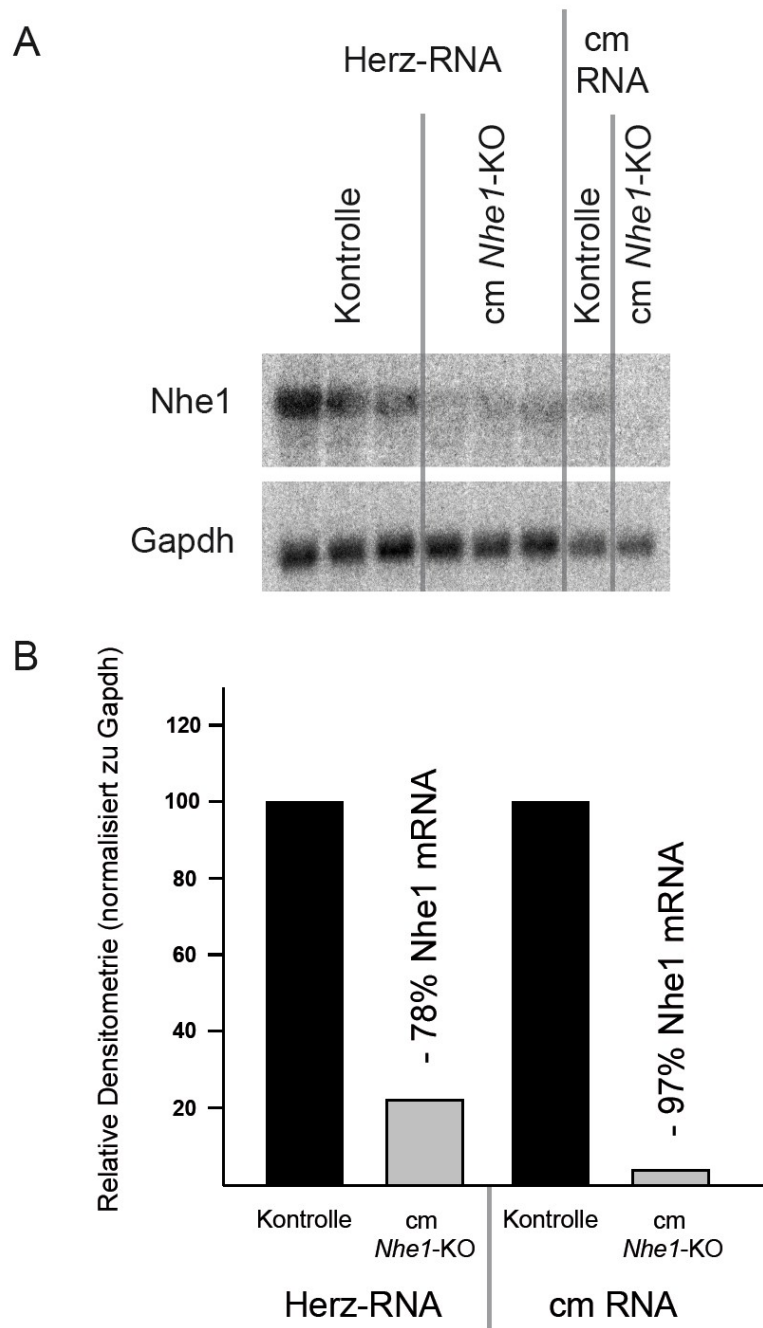 A
Herz-RNA
cm
RNA
Kontrolle
cm Nhe1-KO
Kontrolle
cm Nhe1-KO
Nhe1
Gapdh
B
Relative Densitometrie (normalisiert zu Gapdh)
120
100
80
60
40
20
- 78% Nhe1 mRNA
- 97% Nhe1 mRNA
Kontrolle
cm
Nhe1-KO
Kontrolle
cm
Nhe1-KO
Herz-RNA
cm RNA